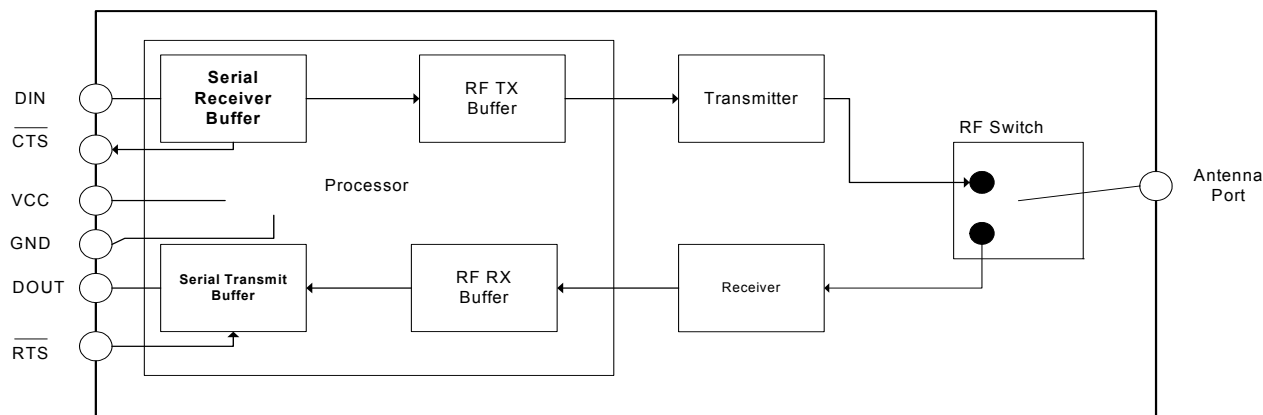 DIN
CTS
VCC
GND
DOUT
RTS
Serial
Receiver
Buffer
RF TX
Buffer
Transmitter
RF Switch
Processor
Antenna
Port
Serial Transmit
Buffer
RF RX
Buffer
Receiver